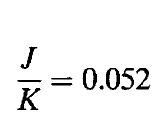 J/K = 0.052